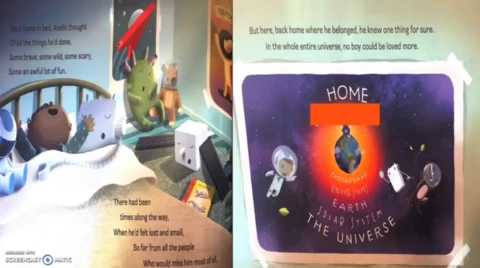 Back home in bed, Acelin thought
Of all the things he'd done,
Some brave, some wild, some scary,
Some an awful lot of fun.
There had been
times along the way,
When he'd felt lost and small,
So far from all the people
Who would miss him most of all.
RECORDED WITH
SCREENCAST O MATIC
But here, back home where he belonged, he knew one thing for sure.
In the whole entire universe, no boy could be loved more.
HOME
CHESAPEAKE
UNITED STATES
EARTH
SOLAR SYSTEM
THE UNIVERSE